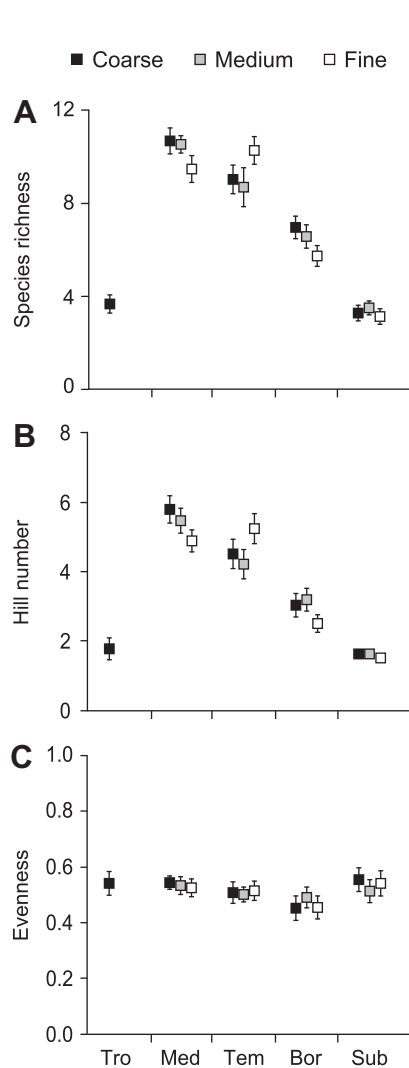 Coarse Medium Fine
A
12
8
4
0
Species richness
B
8
6
4
2
0
Hill number
C
1.0
0.8
0.6
0.4
0.2
0.0
Evenness
Tro Med Tem Bor Sub